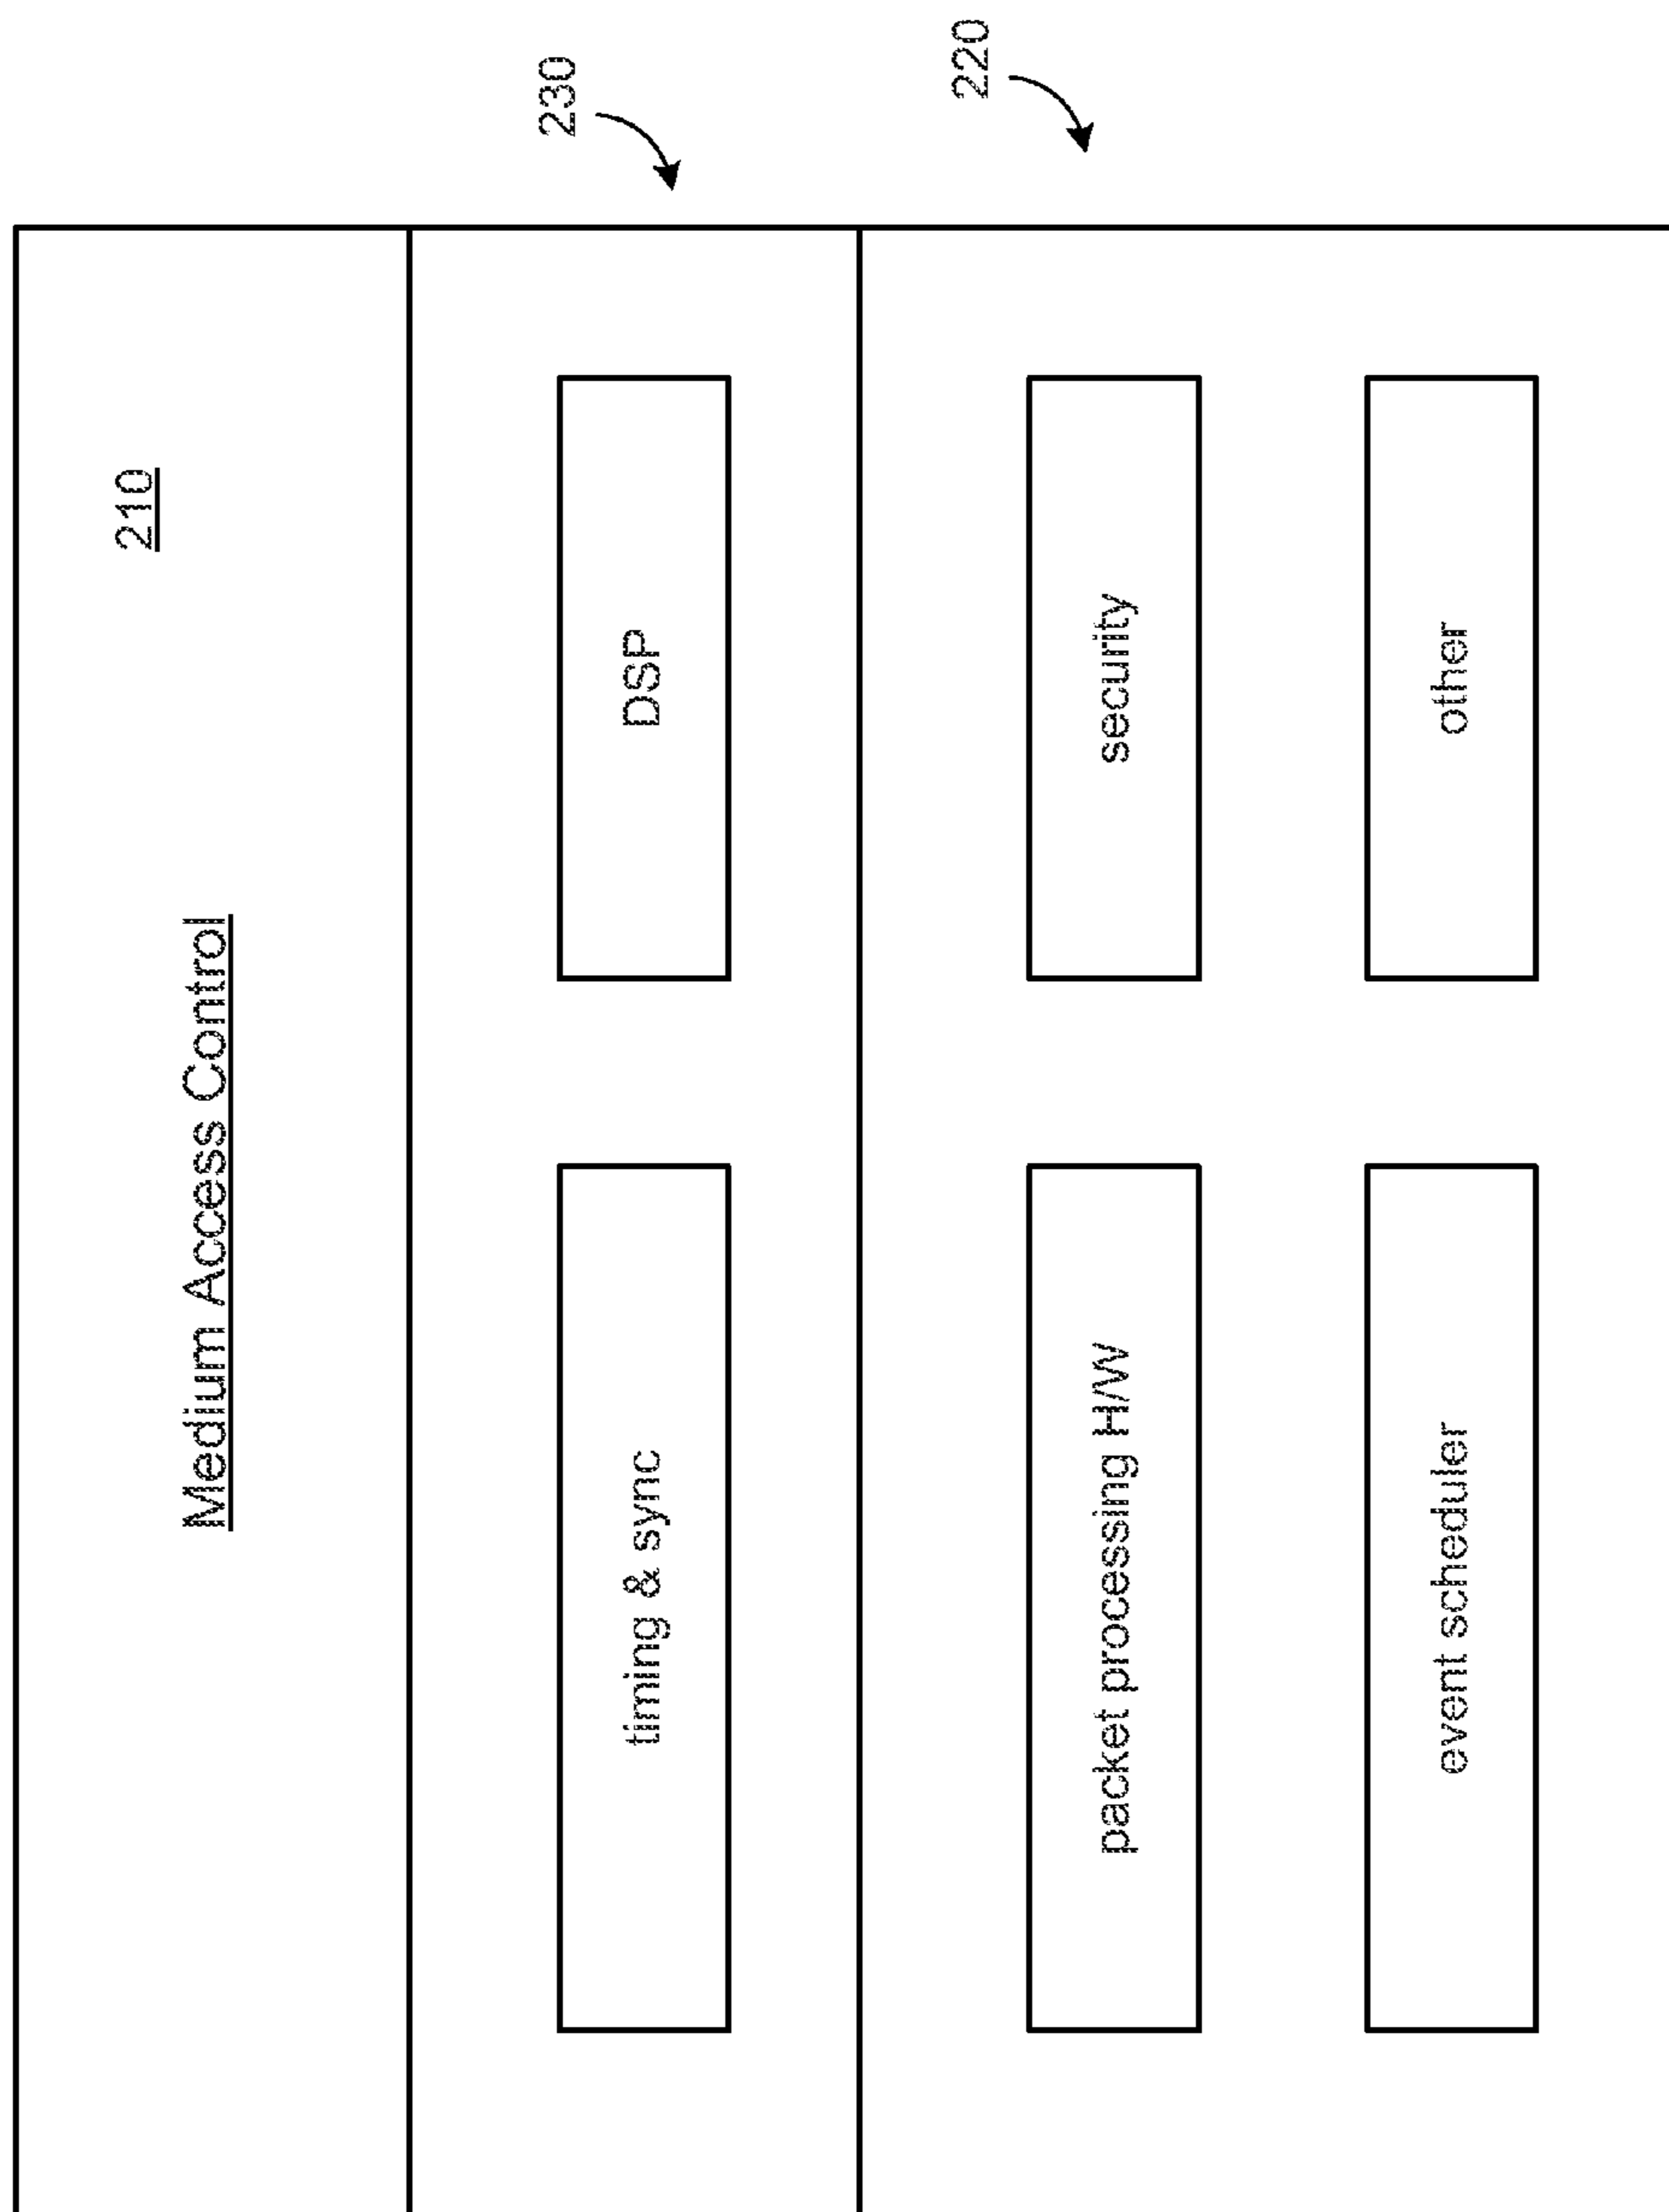 210
Medium Access Control
230
timing & sync
DSP
220
packet processing H/W
security
event scheduler
other